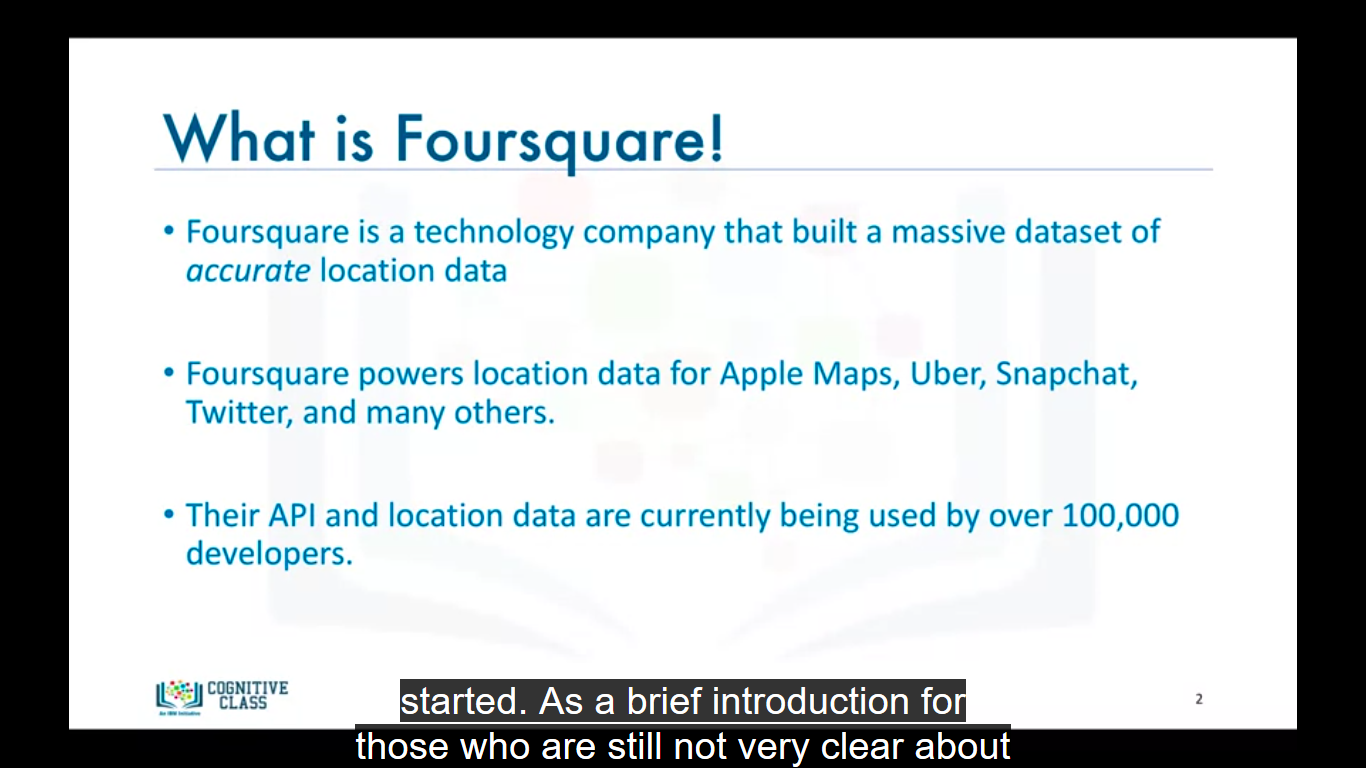 What is Foursquare!
• Foursquare is a technology company that built a massive dataset of
accurate location data
• Foursquare powers location data for Apple Maps, Uber, Snapchat,
Twitter, and many others.
• Their API and location data are currently being used by over 100,000
developers.
COGNITIVE
CLASS
An IBM Initiative
2
started. As a brief introduction for
those who are still not very clear about